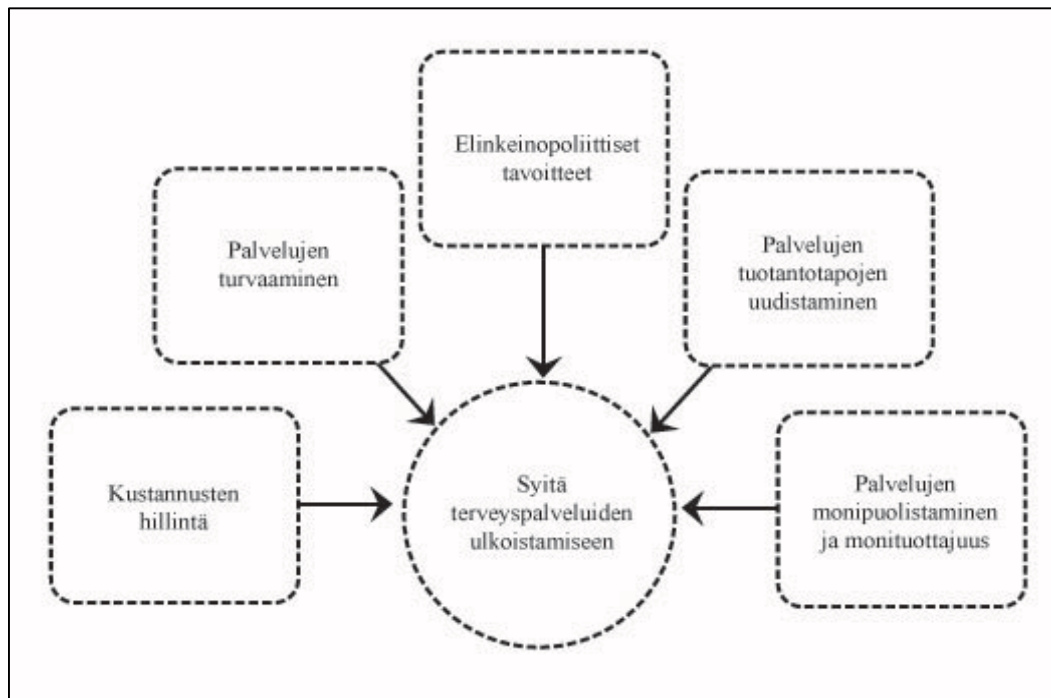 Elinkeinopoliittiset
tavoitteet
Palvelujen
turvaaminen
Palvelujen
tuotantotapojen
uudistaminen
Kustannusten
hillintä
Syitä
terveyspalveluiden
ulkoistamiseen
Palvelujen
monipuolistaminen
ja monituottajuus